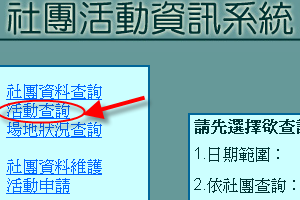 社團活動資訊系統
社團資料查詢
活動查詢
場地狀況查詢
社團資料維護
活動申請
請先選擇欲查
1.日期範圍：
2.依社團查詢：